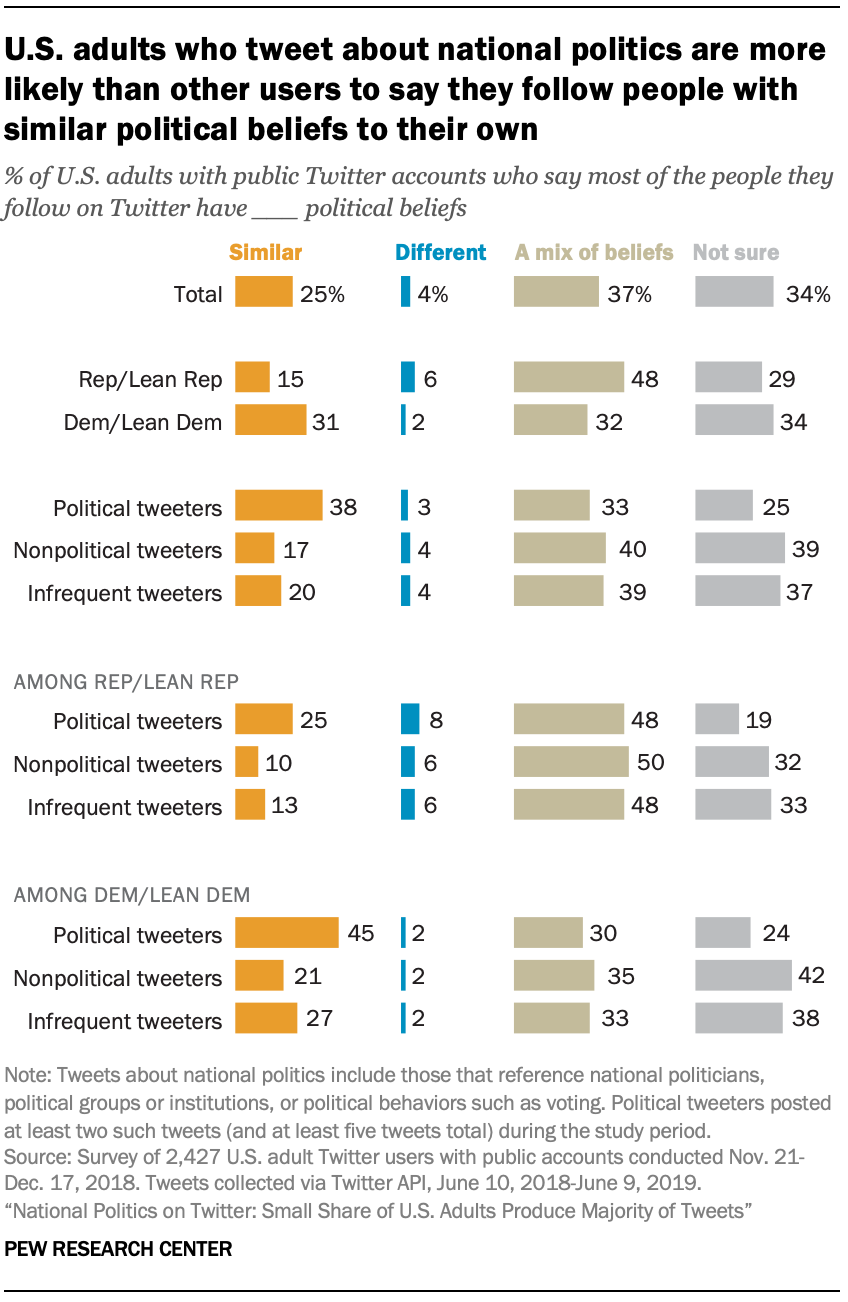 U.S. adults who tweet about national politics are more
likely than other users to say they follow people with
similar political beliefs to their own
% of U.S. adults with public Twitter accounts who say most of the people they
follow on Twitter have ___ political beliefs
Similar Different A mix of beliefs Not sure
Total 25% 4% 37% 34%
Rep/Lean Rep 15 6 48 29
Dem/Lean Dem 31 2 32 34
Political tweeters 38 3 33 25
Nonpolitical tweeters 17 4 40 39
Infrequent tweeters 20 4 39 37
AMONG REP/LEAN REP
Political tweeters 25 8 48 19
Nonpolitical tweeters 10 6 50 32
Infrequent tweeters 13 6 48 33
AMONG DEM/LEAN DEM
Political tweeters 45 2 30 24
Nonpolitical tweeters 21 2 35 42
Infrequent tweeters 27 2 33 38
Note: Tweets about national politics include those that reference national politicians,
political groups or institutions, or political behaviors such as voting. Political tweeters posted
at least two such tweets (and at least five tweets total) during the study period.
Source: Survey of 2,427 U.S. adult Twitter users with public accounts conducted Nov. 21-
Dec. 17, 2018. Tweets collected via Twitter API, June 10, 2018-June 9, 2019.
“National Politics on Twitter: Small Share of U.S. Adults Produce Majority of Tweets”
PEW RESEARCH CENTER